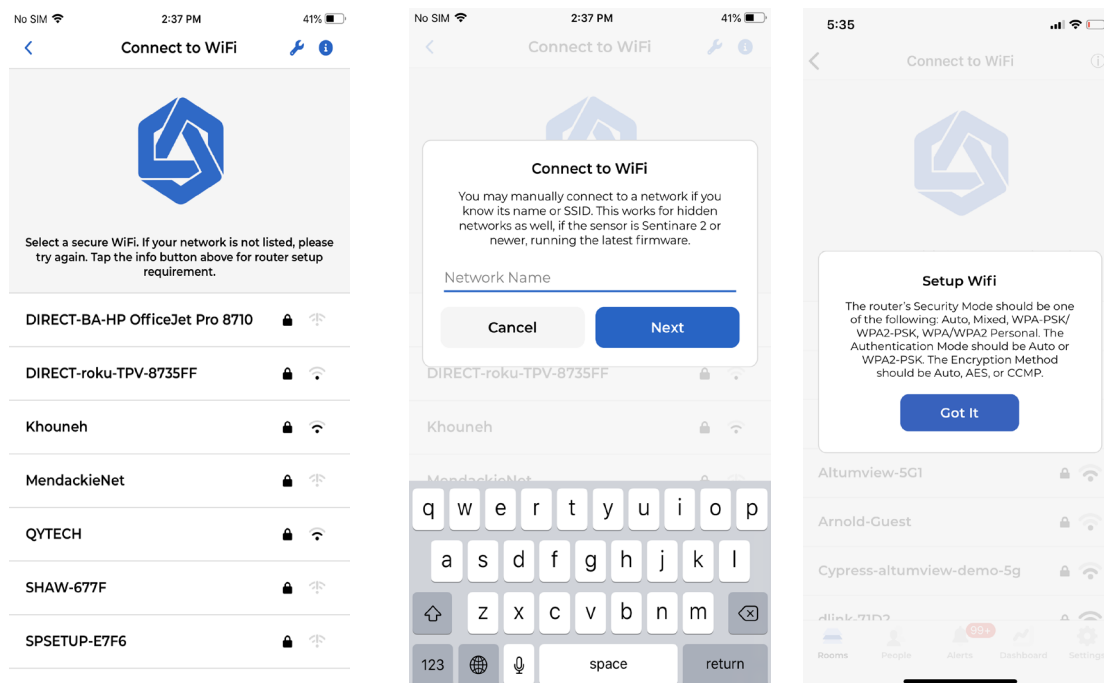 No SIM 2:37 PM 41%
Connect to WiFi
Select a secure WiFi. If your network is not listed, please
try again. Tap the info button above for router setup
requirement.
DIRECT-BA-HP OfficeJet Pro 8710
DIRECT-roku-TPV-8735FF
Khouneh
MendackieNet
QYTECH
SHAW-677F
SPSETUP-E7F6
No SIM 2:37 PM 41%
Connect to WiFi
Connect to WiFi
You may manually connect to a network if you
know its name or SSID. This works for hidden
networks as well, if the sensor is Sentinare 2 or
newer, running the latest firmware.
Network Name
Cancel Next
DIRECT-roku-TPV-8735FF
Khouneh
MendackieNet
q w e r t y u i o p
a s d f g h j k l
z x c v b n m
123 space return
5:35
Connect to WiFi
Setup Wifi
The router's Security Mode should be one
of the following: Auto, Mixed, WPA-PSK/
WPA2-PSK, WPA/WPA2 Personal. The
Authentication Mode should be Auto or
WPA2-PSK. The Encryption Method
should be Auto, AES, or CCMP.
Got It
Altumview-5G1
Arnold-Guest
Cypress-altumview-demo-5g
dlink-71D2
99+
Rooms People Alerts Dashboard Settings